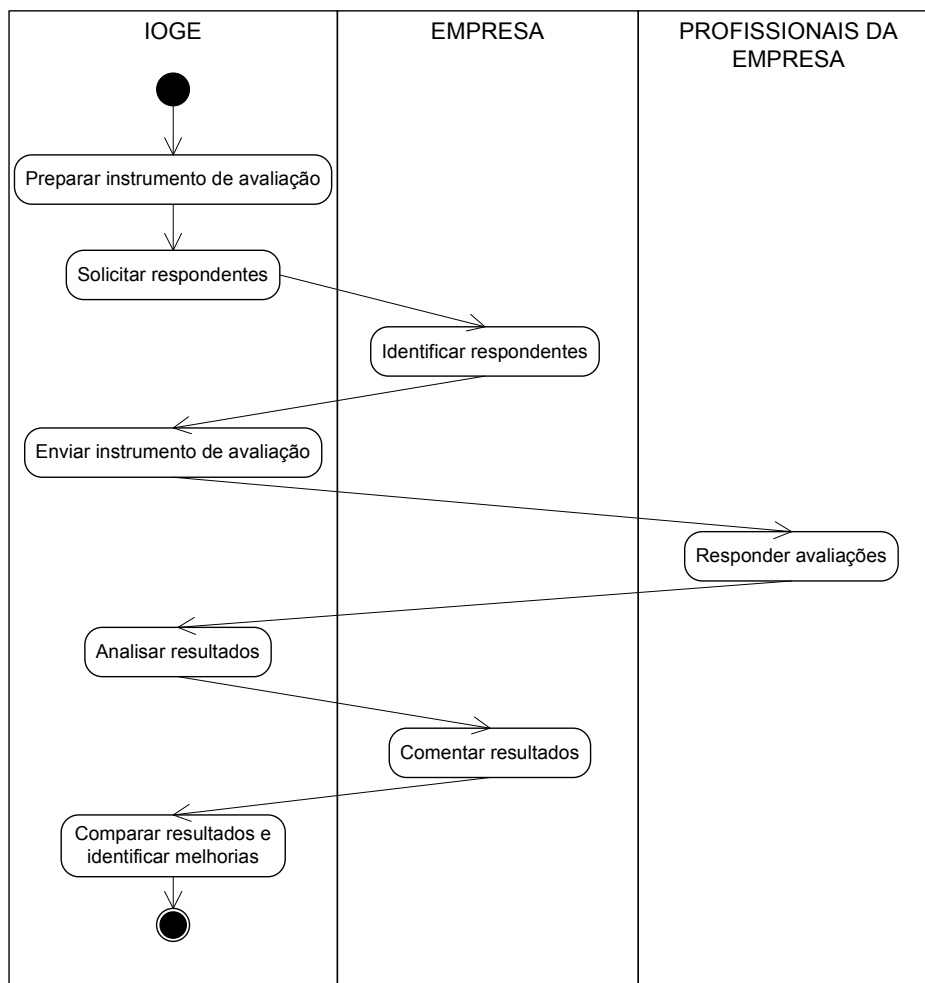 IOGE
EMPRESA
PROFISSIONAIS DA
EMPRESA
Preparar instrumento de avaliação
Solicitar respondentes
Identificar respondentes
Enviar instrumento de avaliação
Responder avaliações
Analisar resultados
Comentar resultados
Comparar resultados e
identificar melhorias